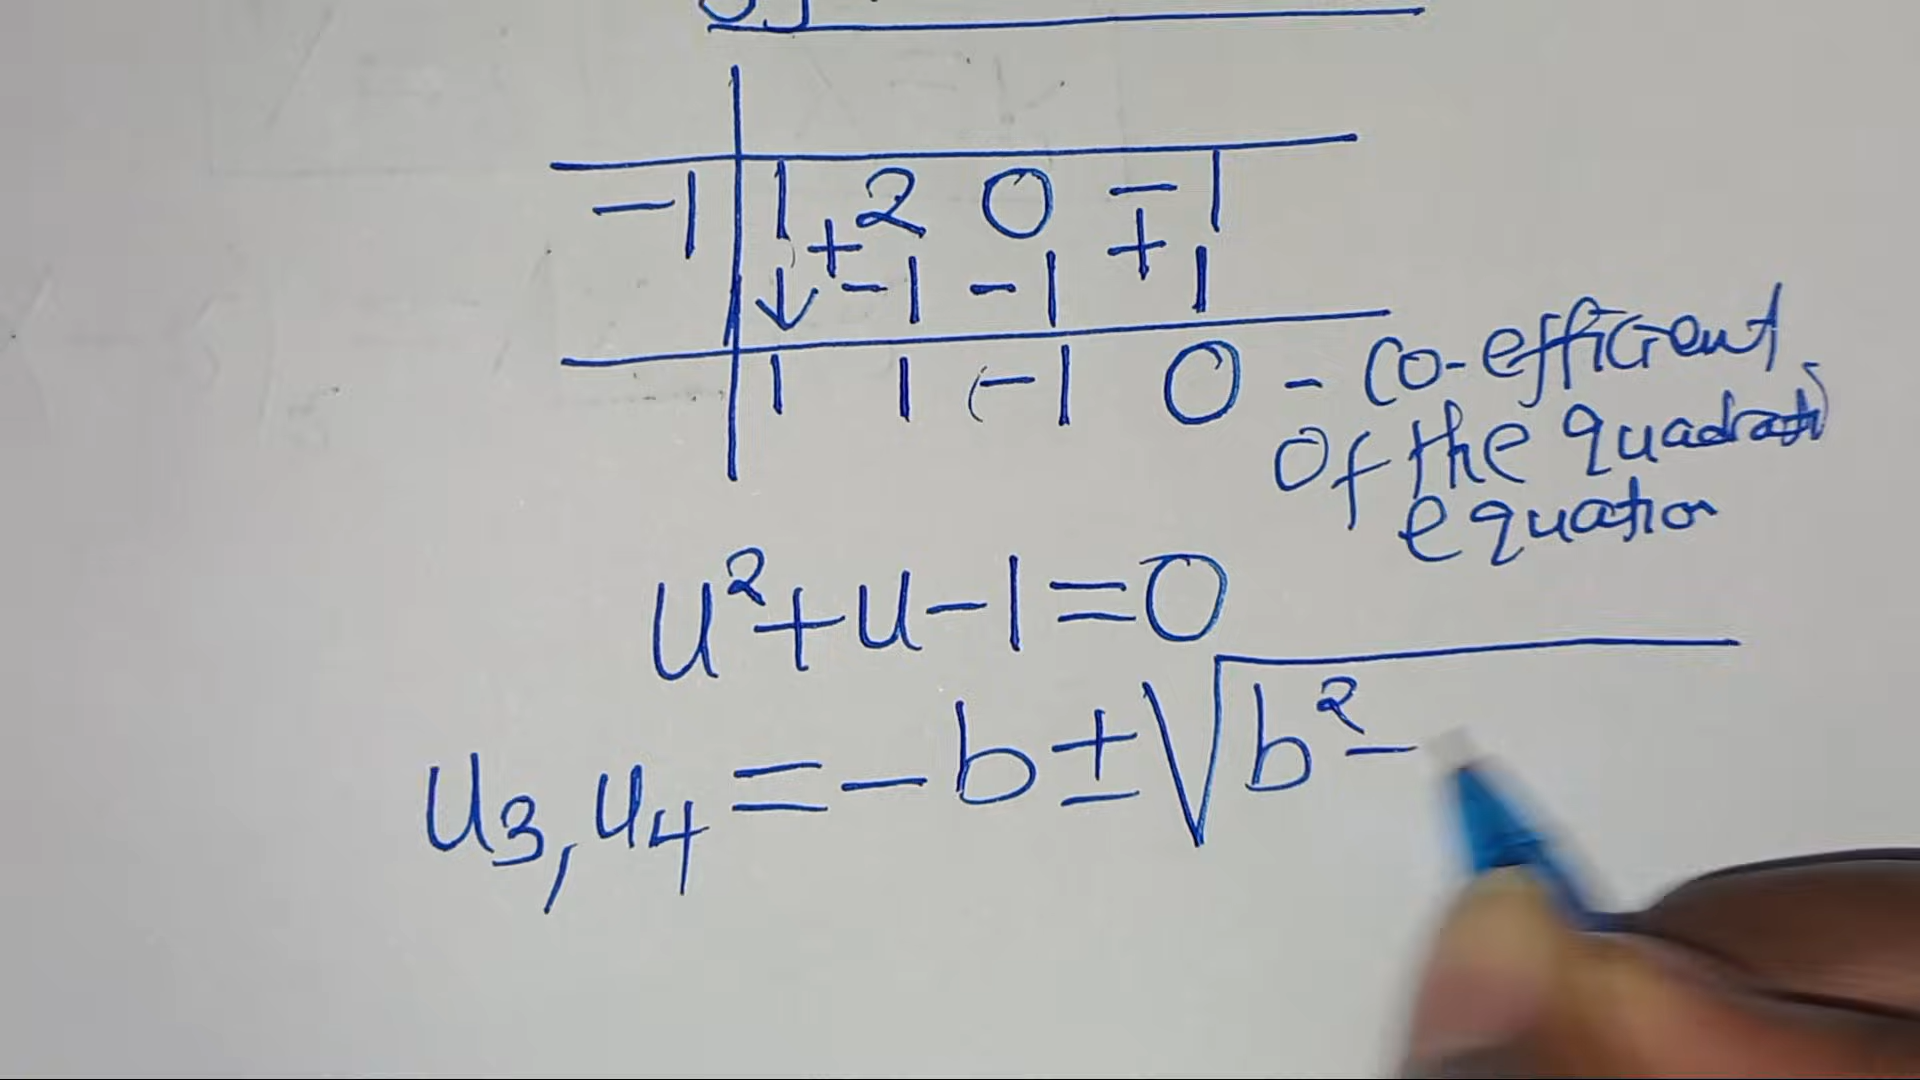 -1 1 2 0 -1
+ +
↓ -1 -1 1
1 1 (-1 0 - co-efficient
of the quadratic
equation
u²+u-1=0
u₃,u₄=-b±√b²-